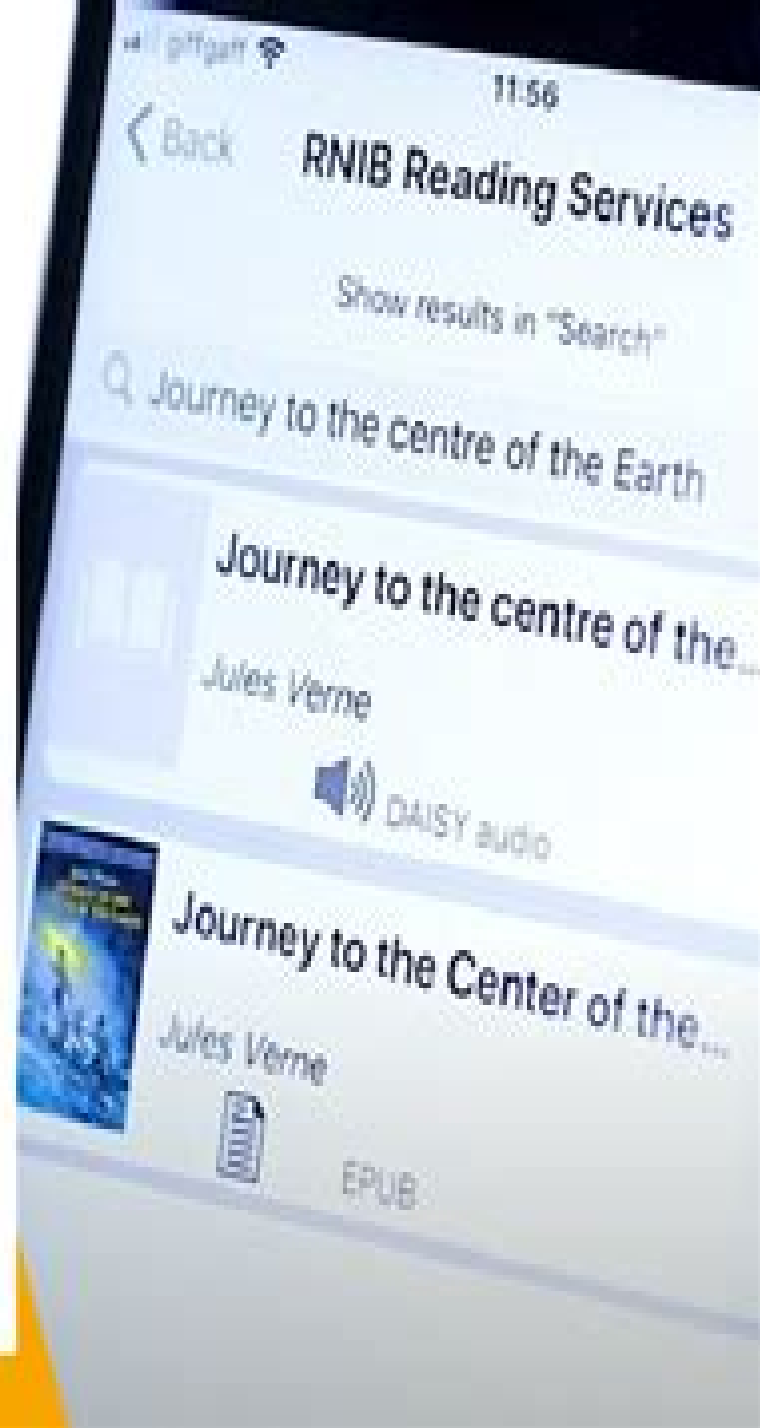 giffgaff
11:56
Back
RNIB Reading Services
Show results in "Search"
Journey to the centre of the Earth
Journey to the centre of the...
Jules Verne
DAISY audio
Journey to the Center of the...
Jules Verne
EPUB